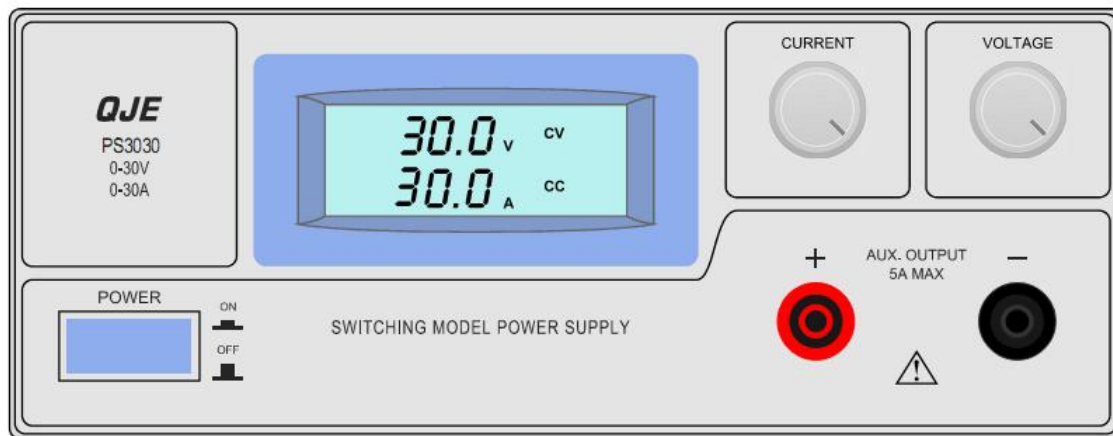 QJE
PS3030
0-30V
0-30A
30.0 V CV
30.0 A CC
CURRENT
VOLTAGE
POWER
ON
OFF
SWITCHING MODEL POWER SUPPLY
+ AUX. OUTPUT −
5A MAX